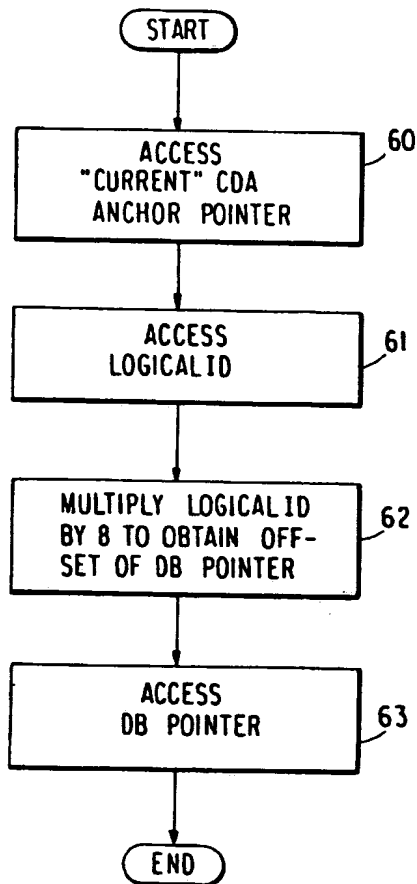 START
ACCESS
"CURRENT" CDA
ANCHOR POINTER
60
ACCESS
LOGICALID
61
MULTIPLY LOGICALID
BY 8 TO OBTAIN OFF-
SET OF DB POINTER
62
ACCESS
DB POINTER
63
END